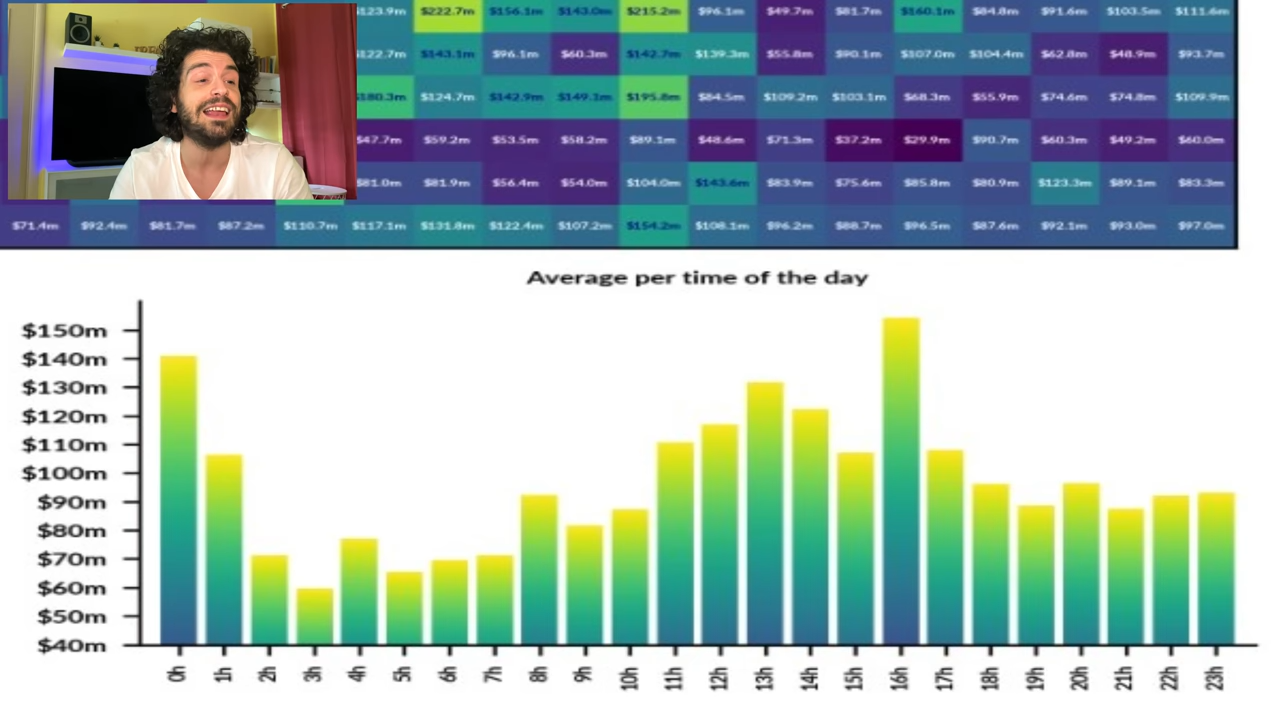 $123.9m $222.7m $156.1m $143.0m $215.2m $96.1m $49.7m $81.7m $160.1m $84.8m $91.6m $103.5m $111.6m
$122.7m $143.1m $96.1m $60.3m $142.7m $139.3m $55.8m $90.1m $107.0m $104.4m $62.8m $48.9m $93.7m
$180.3m $124.7m $142.9m $149.1m $195.8m $84.5m $109.2m $103.1m $68.3m $55.9m $74.6m $74.8m $109.9m
$47.7m $59.2m $53.5m $58.2m $89.1m $48.6m $71.3m $37.2m $29.9m $90.7m $60.3m $49.2m $60.0m
$81.0m $81.9m $56.4m $54.0m $104.0m $143.6m $83.9m $75.6m $85.8m $80.9m $123.3m $89.1m $83.3m
$71.4m $92.4m $81.7m $87.2m $110.7m $117.1m $131.8m $122.4m $107.2m $154.2m $108.1m $96.2m $88.7m $96.5m $87.6m $92.1m $93.0m $97.0m
Average per time of the day
$150m
$140m
$130m
$120m
$110m
$100m
$90m
$80m
$70m
$60m
$50m
$40m
0h 1h 2h 3h 4h 5h 6h 7h 8h 9h 10h 11h 12h 13h 14h 15h 16h 17h 18h 19h 20h 21h 22h 23h